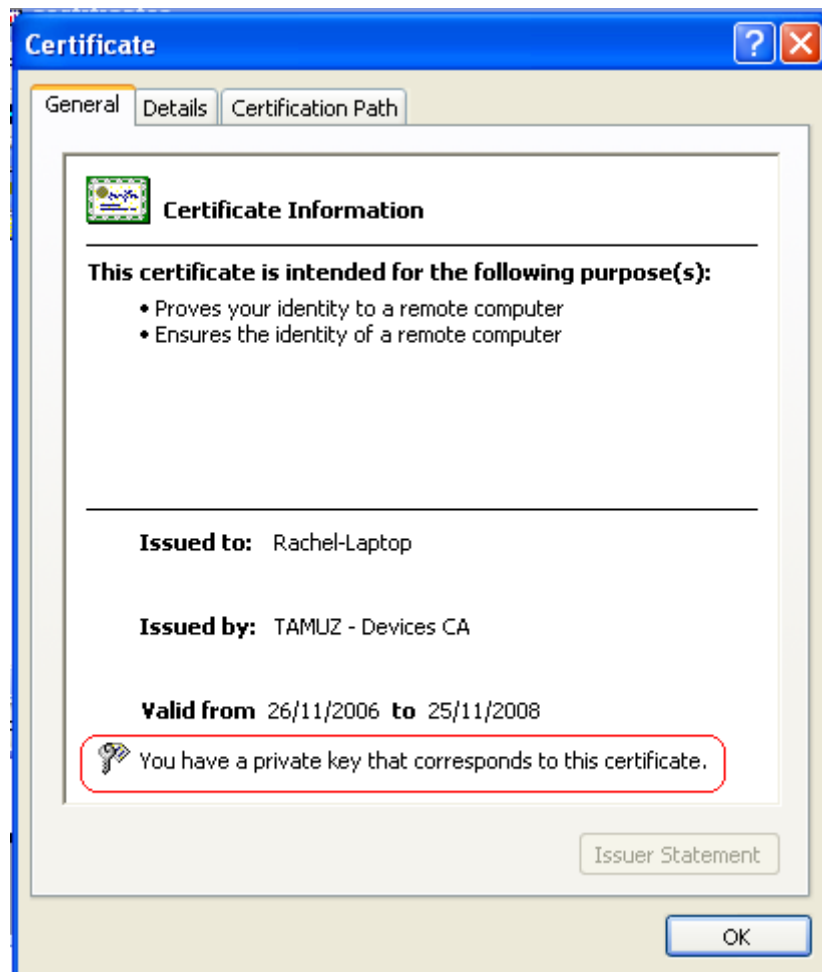 Certificate
General Details Certification Path
Certificate Information
This certificate is intended for the following purpose(s):
• Proves your identity to a remote computer
• Ensures the identity of a remote computer
Issued to: Rachel-Laptop
Issued by: TAMUZ - Devices CA
Valid from 26/11/2006 to 25/11/2008
You have a private key that corresponds to this certificate.
Issuer Statement
OK